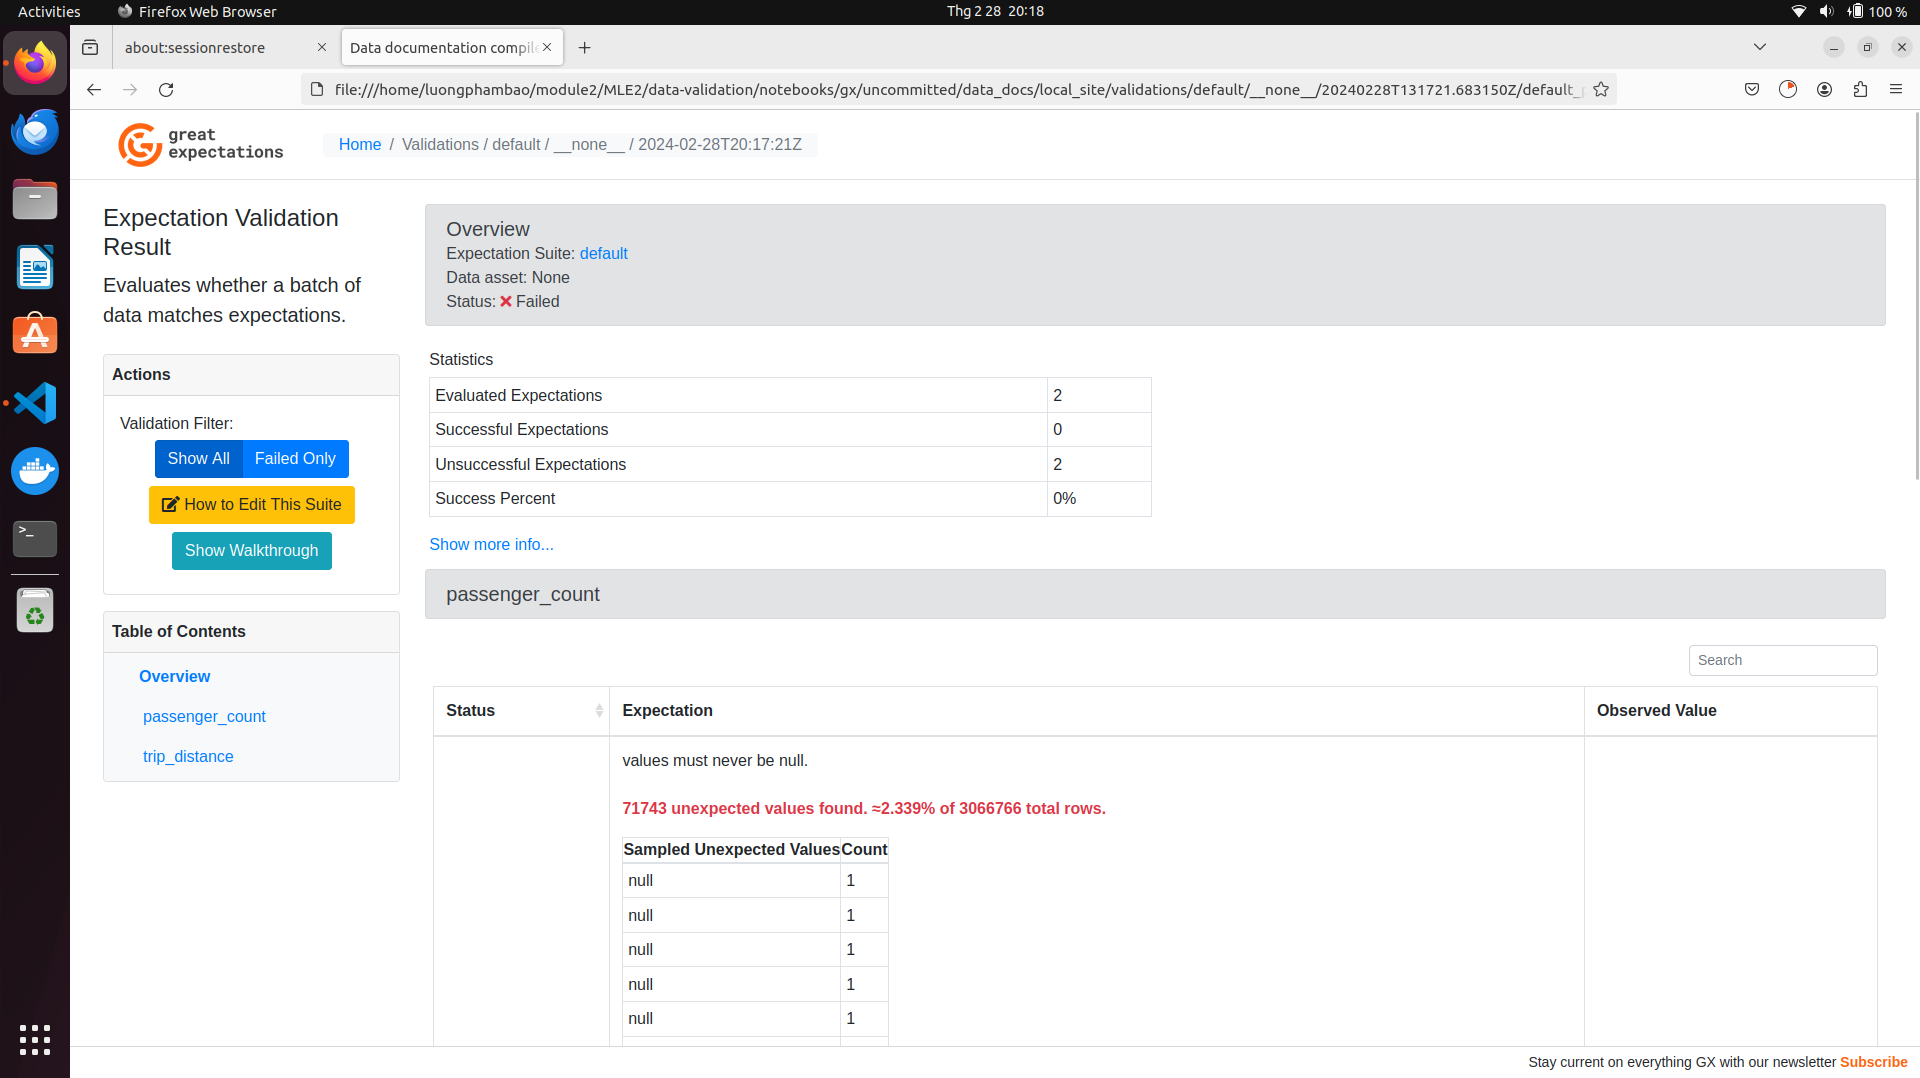 Activities
Firefox Web Browser
Thg 2 28 20:18
100 %
about:sessionrestore
Data documentation compile
file:///home/luongphambao/module2/MLE2/data-validation/notebooks/gx/uncommitted/data_docs/local_site/validations/default/__none__/20240228T131721.683150Z/default_p
great
expectations
Home / Validations / default / __none__ / 2024-02-28T20:17:21Z
Expectation Validation
Result
Evaluates whether a batch of
data matches expectations.
Actions
Validation Filter:
Show All
Failed Only
How to Edit This Suite
Show Walkthrough
Table of Contents
Overview
passenger_count
trip_distance
Overview
Expectation Suite: default
Data asset: None
Status: Failed
Statistics
Evaluated Expectations 2
Successful Expectations 0
Unsuccessful Expectations 2
Success Percent 0%
Show more info...
passenger_count
Search
Status Expectation Observed Value
values must never be null.
71743 unexpected values found. ≈2.339% of 3066766 total rows.
Sampled Unexpected Values Count
null 1
null 1
null 1
null 1
null 1
Stay current on everything GX with our newsletter Subscribe